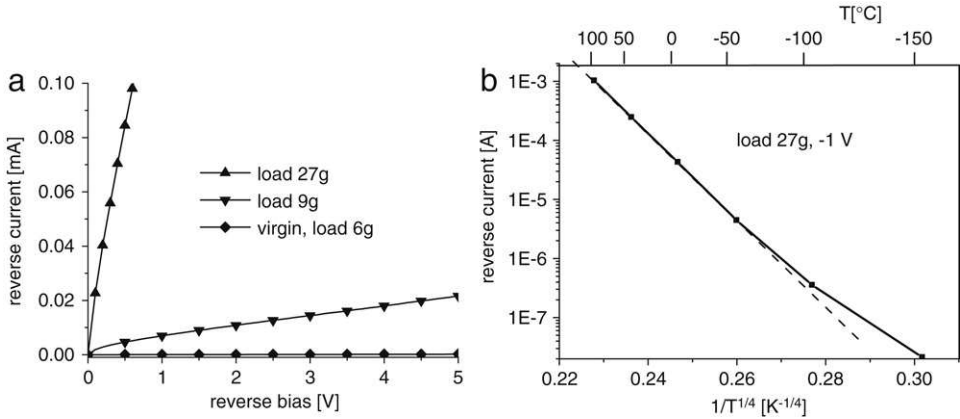 a
0.10
0.08
0.06
0.04
0.02
0.00
reverse current [mA]
load 27g
load 9g
virgin, load 6g
0 1 2 3 4 5
reverse bias [V]
T[°C]
100 50 0 -50 -100 -150
b
1E-3
1E-4
1E-5
1E-6
1E-7
reverse current [A]
load 27g, -1 V
0.22 0.24 0.26 0.28 0.30
1/T^1/4 [K^-1/4]